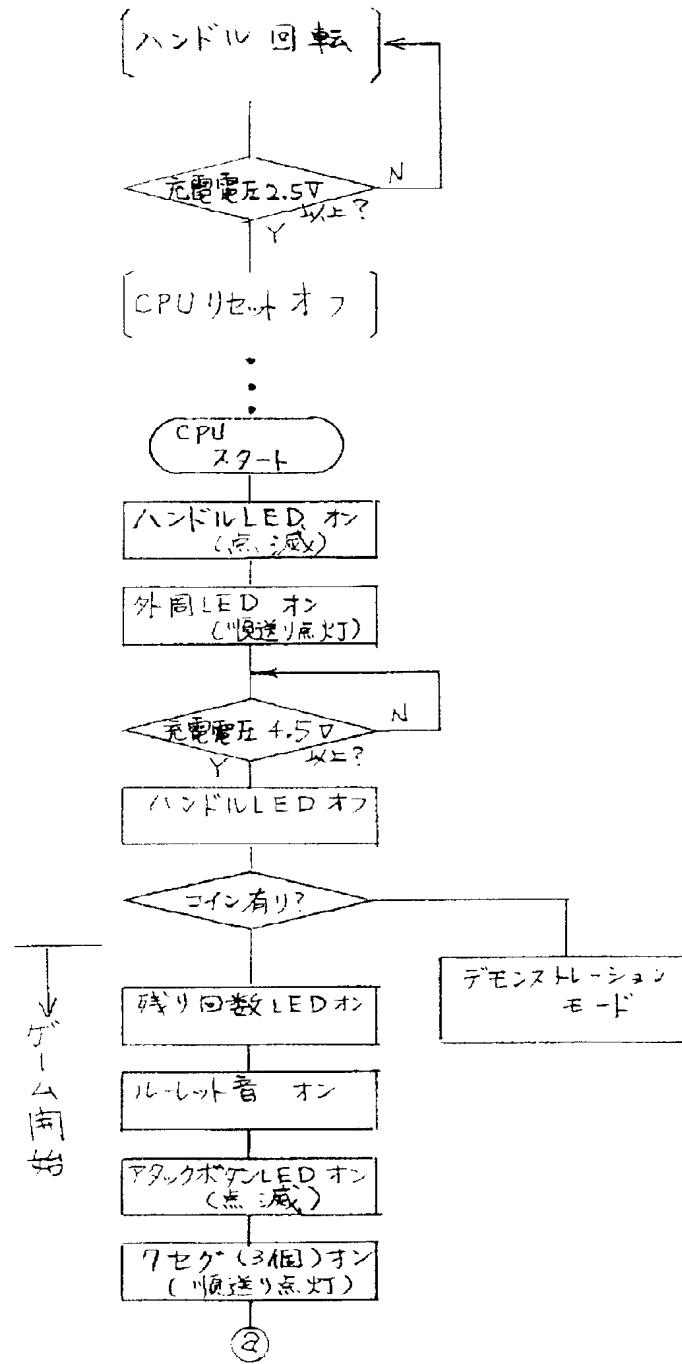 ハンドル 回転
充電電圧2.5V
以上?
N
Y
CPUリセットオフ
CPU
スタート
ハンドルLED オン
(点滅)
外周LED オン
(順送り点灯)
充電電圧 4.5V
以上?
N
Y
ハンドルLEDオフ
コイン有り?
デモンストレーション
モード
ゲーム開始
残り回数LEDオン
ルーレット音 オン
アタックボタンLEDオン
(点滅)
7セグ(3個)オン
(順送り点灯)
ⓐ